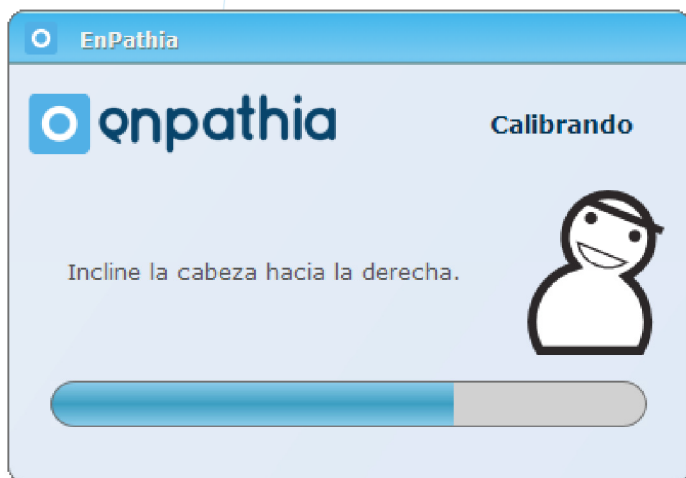 EnPathia
enpathia
Calibrando
Incline la cabeza hacia la derecha.